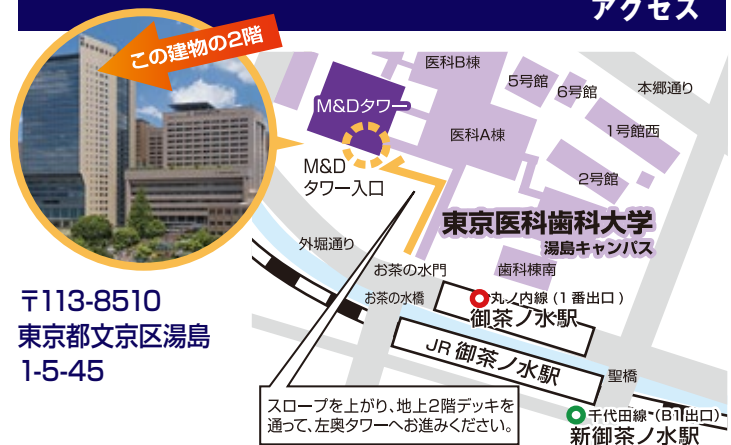 アクセス
この建物の2階
医科B棟
5号館
6号館
本郷通り
M&Dタワー
医科A棟
1号館西
M&D
タワー入口
2号館
東京医科歯科大学
湯島キャンパス
外堀通り
お茶の水門
歯科棟南
〒113-8510
東京都文京区湯島
1-5-45
お茶の水橋
丸ノ内線(1番出口)
御茶ノ水駅
JR 御茶ノ水駅
聖橋
スロープを上がり、地上2階デッキを
通って、左奥タワーへお進みください。
千代田線(B1出口)
新御茶ノ水駅